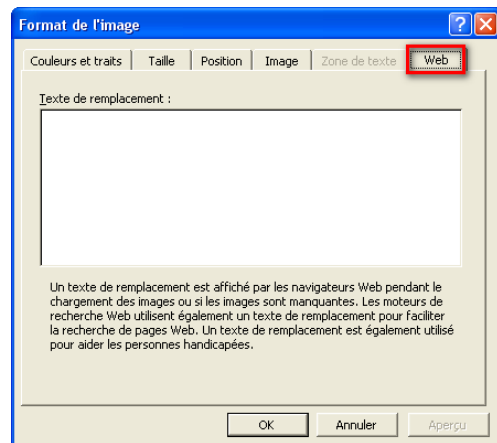 Format de l'image
Couleurs et traits Taille Position Image Zone de texte Web
Texte de remplacement :
Un texte de remplacement est affiché par les navigateurs Web pendant le
chargement des images ou si les images sont manquantes. Les moteurs de
recherche Web utilisent également un texte de remplacement pour faciliter
la recherche de pages Web. Un texte de remplacement est également utilisé
pour aider les personnes handicapées.
OK Annuler Aperçu